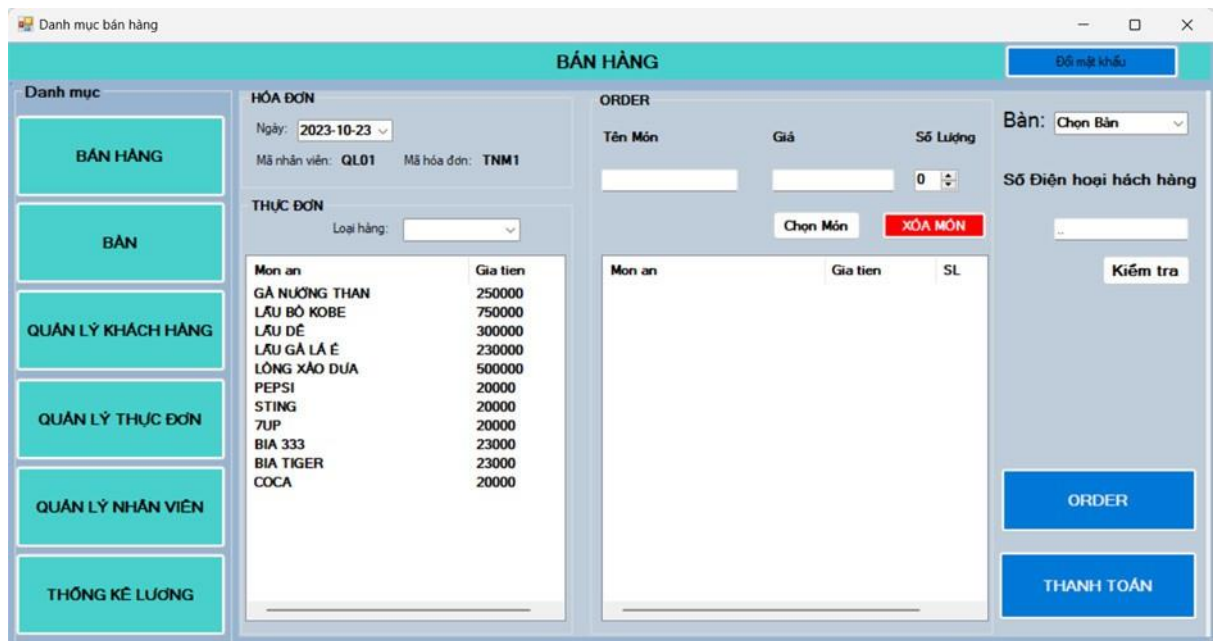 Danh mục bán hàng
BÁN HÀNG
Đổi mật khẩu
Danh mục
BÁN HÀNG
BÀN
QUẢN LÝ KHÁCH HÀNG
QUẢN LÝ THỰC ĐƠN
QUẢN LÝ NHÂN VIÊN
THỐNG KÊ LƯƠNG
HÓA ĐƠN
Ngày: 2023-10-23
Mã nhân viên: QL01 Mã hóa đơn: TNM1
THỰC ĐƠN
Loại hàng:
Mon an Gia tien
GÀ NƯỚNG THAN 250000
LẨU BÒ KOBE 750000
LẨU DÊ 300000
LẨU GÀ LÁ É 230000
LÒNG XÀO DƯA 500000
PEPSI 20000
STING 20000
7UP 20000
BIA 333 23000
BIA TIGER 23000
COCA 20000
ORDER
Tên Món Giá Số Lượng
0
Chọn Món XÓA MÓN
Mon an Gia tien SL
Bàn: Chọn Bàn
Số Điện hoại hách hàng
..
Kiểm tra
ORDER
THANH TOÁN